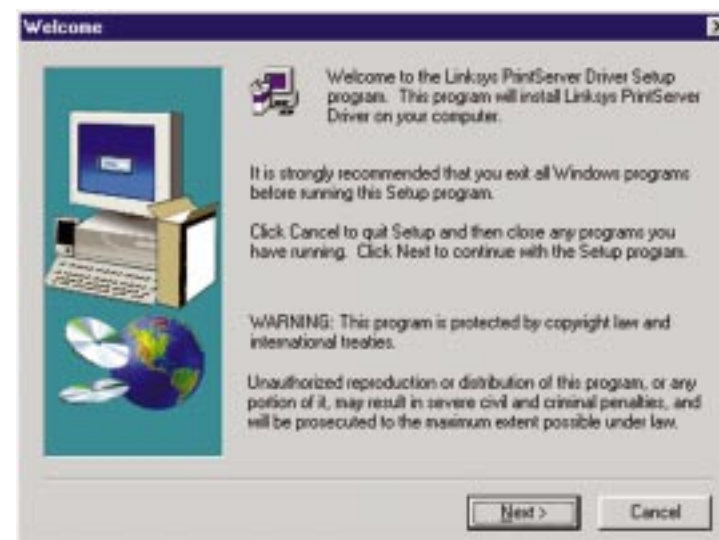 Welcome
Welcome to the Linksys PrintServer Driver Setup
program. This program will install Linksys PrintServer
Driver on your computer.
It is strongly recommended that you exit all Windows programs
before running this Setup program.
Click Cancel to quit Setup and then close any programs you
have running. Click Next to continue with the Setup program.
WARNING: This program is protected by copyright law and
international treaties.
Unauthorized reproduction or distribution of this program, or any
portion of it, may result in severe civil and criminal penalties, and
will be prosecuted to the maximum extent possible under law.
Next >
Cancel